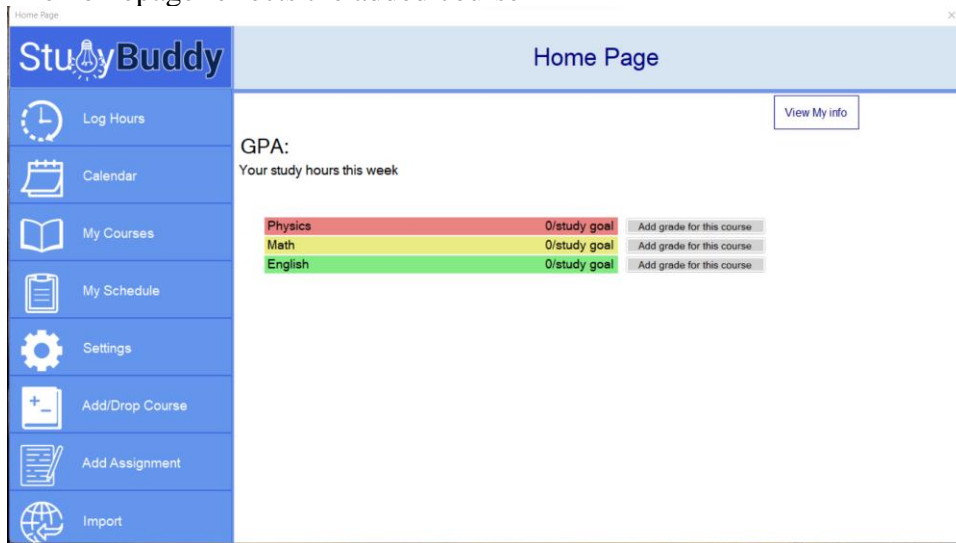 Home Page
StudyBuddy
Home Page
View My info
Log Hours
Calendar
My Courses
My Schedule
Settings
Add/Drop Course
Add Assignment
Import
GPA:
Your study hours this week
Physics 0/study goal Add grade for this course
Math 0/study goal Add grade for this course
English 0/study goal Add grade for this course